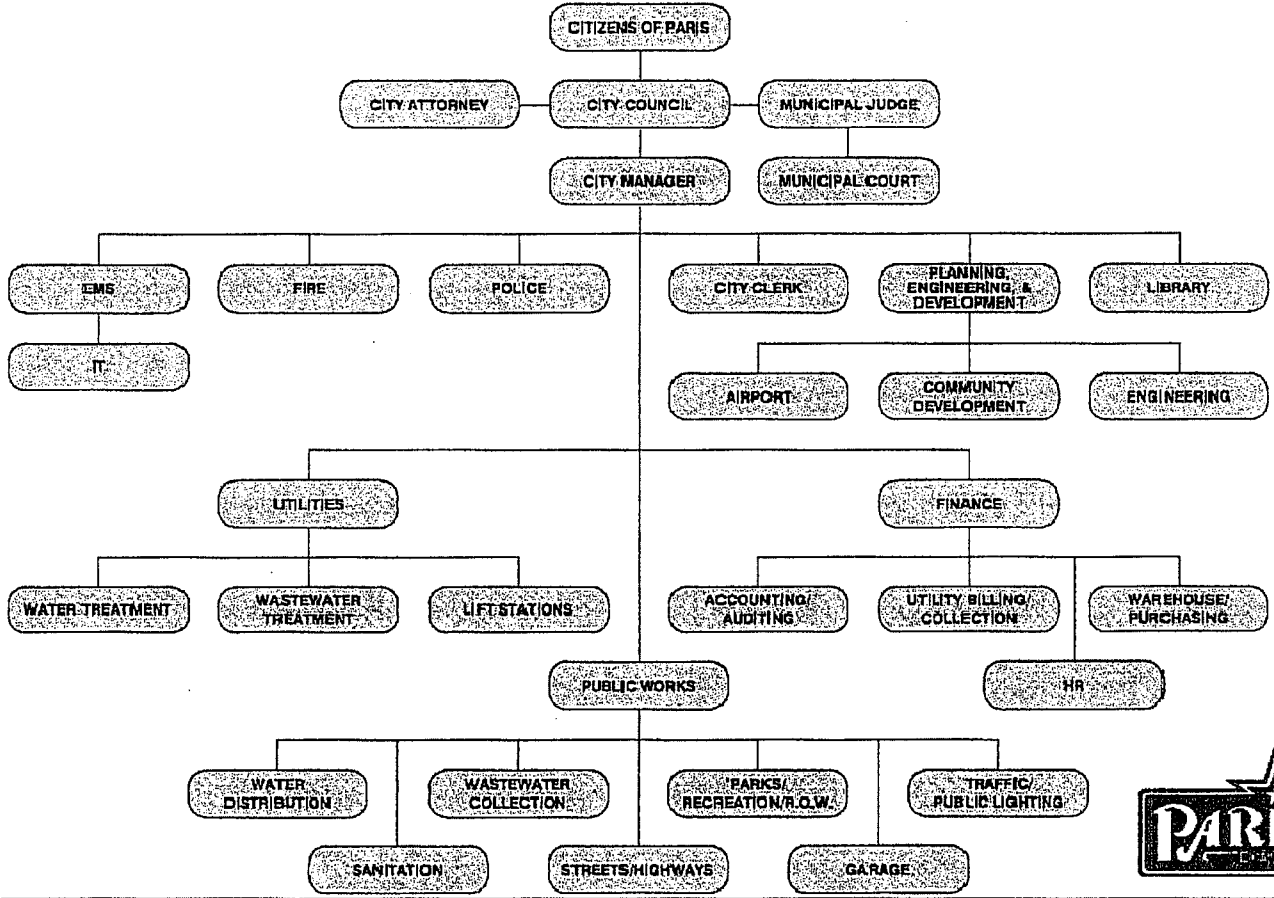 CITIZENS OF PARIS
CITY ATTORNEY
CITY COUNCIL
MUNICIPAL JUDGE
CITY MANAGER
MUNICIPAL COURT
EMS
FIRE
POLICE
CITY CLERK
PLANNING,
ENGINEERING, &
DEVELOPMENT
LIBRARY
IT
AIRPORT
COMMUNITY
DEVELOPMENT
ENGINEERING
UTILITIES
FINANCE
WATER TREATMENT
WASTEWATER
TREATMENT
LIFT STATIONS
ACCOUNTING/
AUDITING
UTILITY BILLING/
COLLECTION
WAREHOUSE/
PURCHASING
PUBLIC WORKS
HR
WATER
DISTRIBUTION
WASTEWATER
COLLECTION
PARKS/
RECREATION/R.O.W.
TRAFFIC/
PUBLIC LIGHTING
SANITATION
STREETS/HIGHWAYS
GARAGE